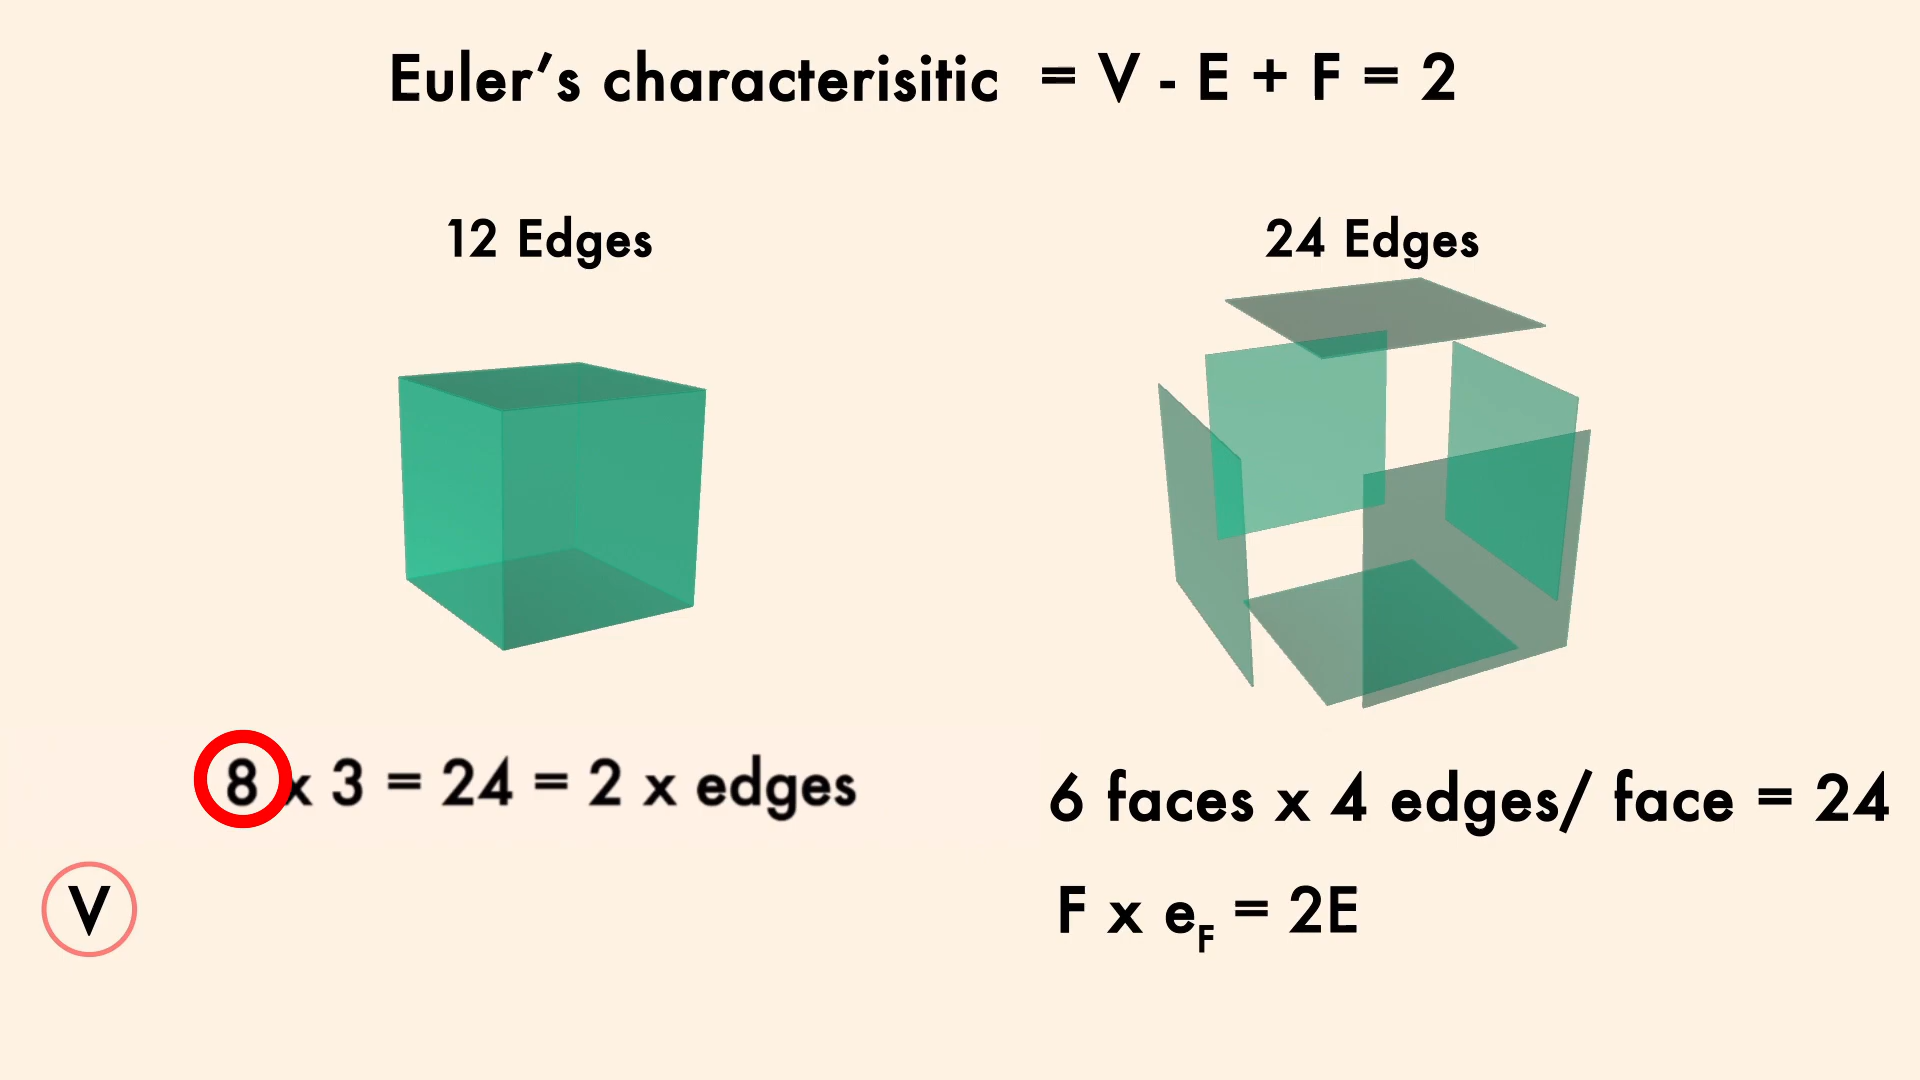 Euler’s characterisitic = V - E + F = 2
12 Edges
24 Edges
8 x 3 = 24 = 2 x edges
6 faces x 4 edges/ face = 24
V
F x e_F = 2E